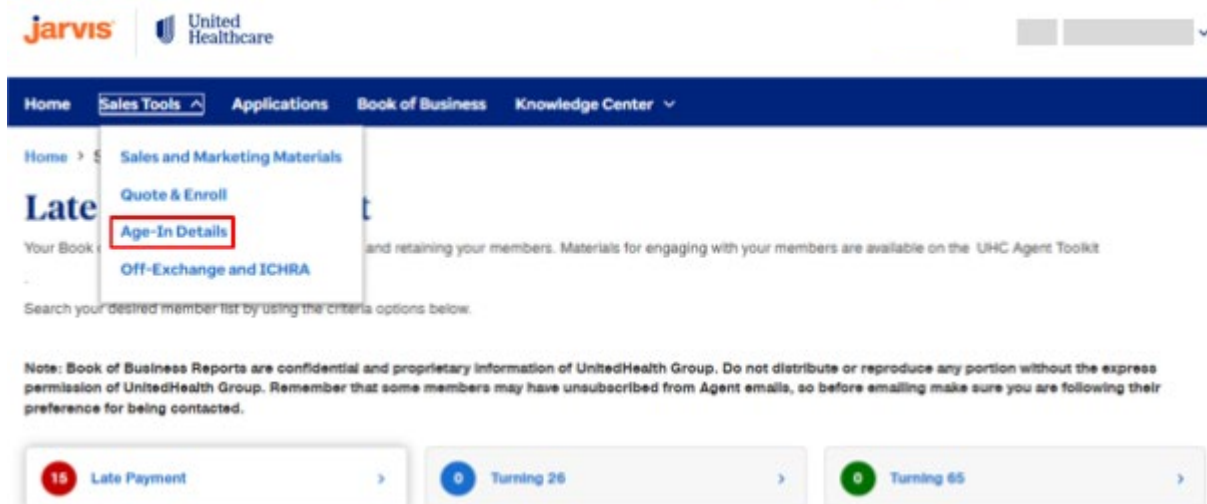 jarvis United
Healthcare
Home Sales Tools Applications Book of Business Knowledge Center
Home > S
Sales and Marketing Materials
Quote & Enroll
Late t
Age-In Details
Your Book and retaining your members. Materials for engaging with your members are available on the UHC Agent Toolkit
.
Off-Exchange and ICHRA
Search your desired member list by using the criteria options below.
Note: Book of Business Reports are confidential and proprietary information of UnitedHealth Group. Do not distribute or reproduce any portion without the express
permission of UnitedHealth Group. Remember that some members may have unsubscribed from Agent emails, so before emailing make sure you are following their
preference for being contacted.
15 Late Payment > 0 Turning 26 > 0 Turning 65 >